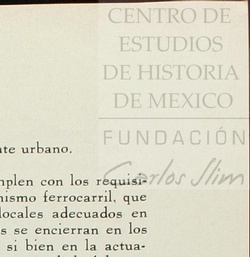 CENTRO DE
ESTUDIOS
DE HISTORIA
DE MEXICO
FUNDACIÓN
Carlos Slim
te urbano.
mplen con los requisi-
nismo ferrocarril, que
locales adecuados en
s se encierran en los
si bien en la actua-